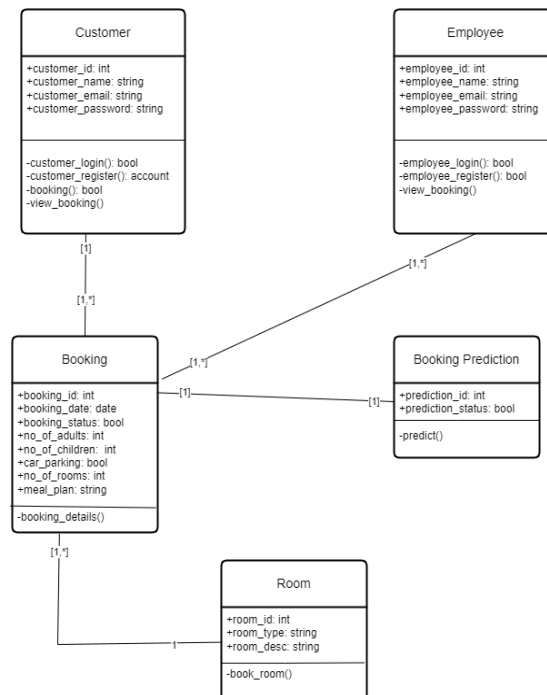 Customer
+customer_id: int
+customer_name: string
+customer_email: string
+customer_password: string
-customer_login(): bool
-customer_register(): account
-booking(): bool
-view_booking()
Employee
+employee_id: int
+employee_name: string
+employee_email: string
+employee_password: string
-employee_login(): bool
-employee_register(): bool
-view_booking()
[1]
[1,*]
[1,*]
[1,*]
Booking
+booking_id: int
+booking_date: date
+booking_status: bool
+no_of_adults: int
+no_of_children: int
+car_parking: bool
+no_of_rooms: int
+meal_plan: string
-booking_details()
[1]
[1]
Booking Prediction
+prediction_id: int
+prediction_status: bool
-predict()
[1,*]
1
Room
+room_id: int
+room_type: string
+room_desc: string
-book_room()